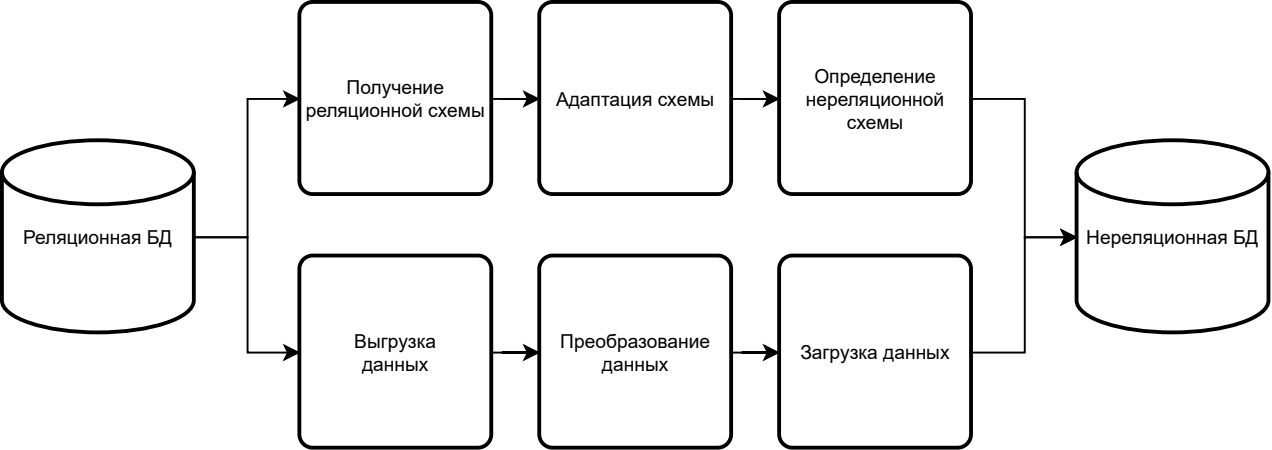 Реляционная БД
Получение
реляционной схемы
Адаптация схемы
Определение
нереляционной
схемы
Выгрузка
данных
Преобразование
данных
Загрузка данных
Нереляционная БД